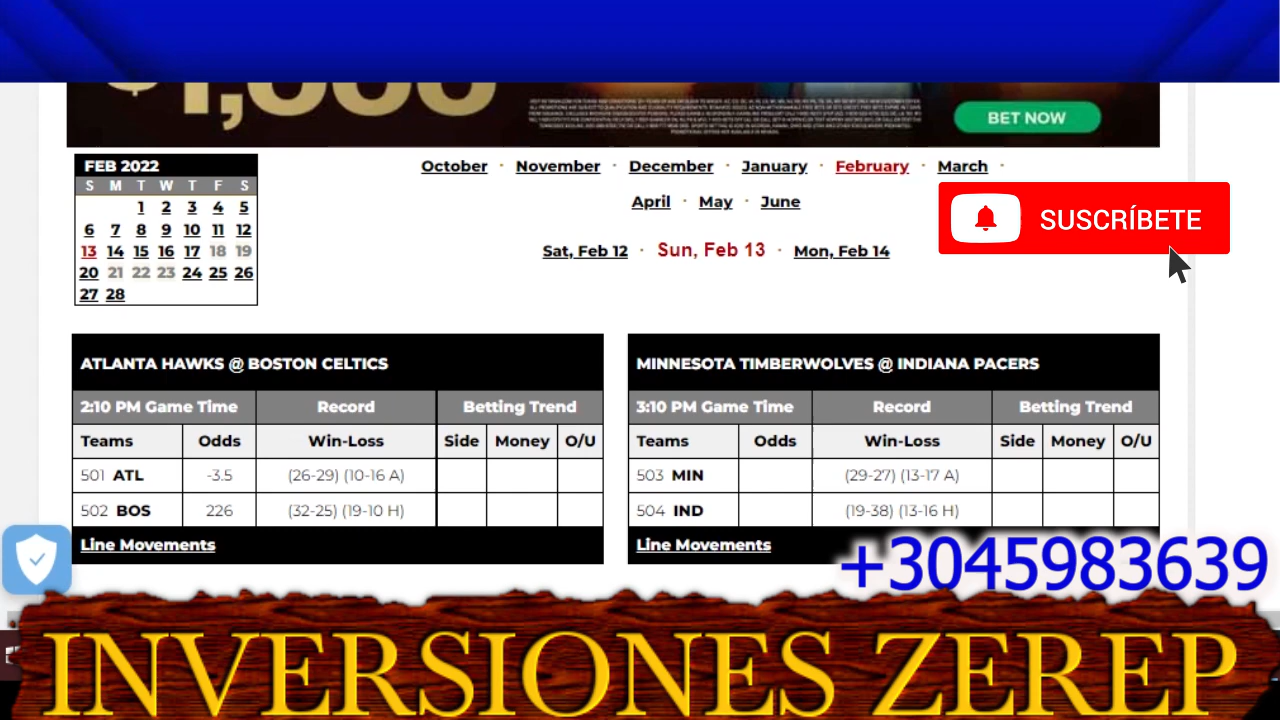 $1,000
BET NOW
FEB 2022
S M T W T F S
1 2 3 4 5
6 7 8 9 10 11 12
13 14 15 16 17 18 19
20 21 22 23 24 25 26
27 28
October · November · December · January · February · March ·
April · May · June
Sat, Feb 12 · Sun, Feb 13 · Mon, Feb 14
SUSCRÍBETE
ATLANTA HAWKS @ BOSTON CELTICS
2:10 PM Game Time Record Betting Trend
Teams Odds Win-Loss Side Money O/U
501 ATL -3.5 (26-29) (10-16 A)
502 BOS 226 (32-25) (19-10 H)
Line Movements
MINNESOTA TIMBERWOLVES @ INDIANA PACERS
3:10 PM Game Time Record Betting Trend
Teams Odds Win-Loss Side Money O/U
503 MIN (29-27) (13-17 A)
504 IND (19-38) (13-16 H)
Line Movements
+3045983639
INVERSIONES ZEREP